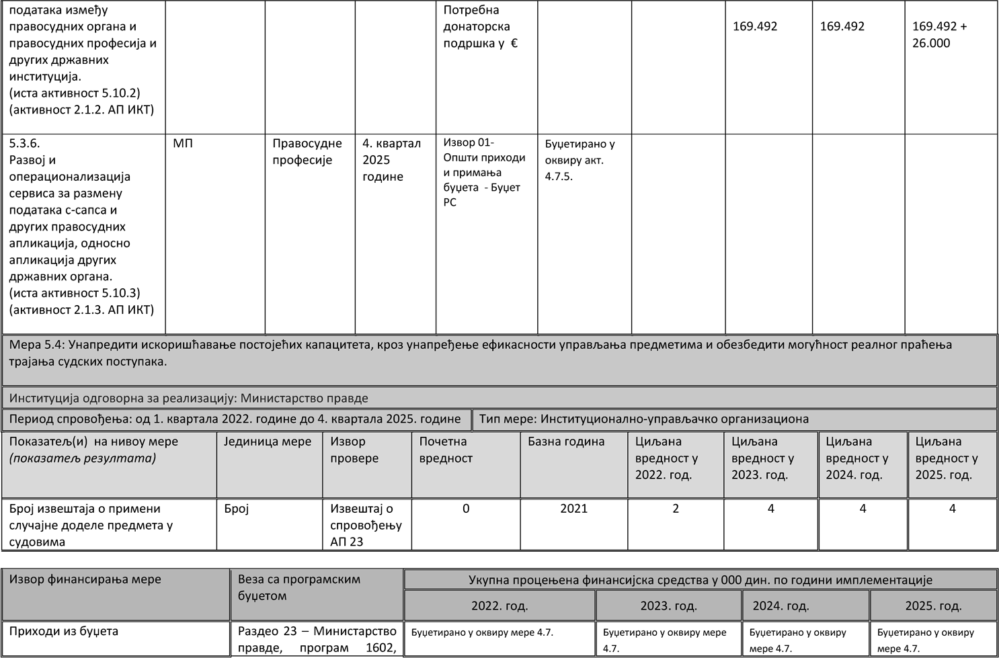 података између
правосудних органа и
правосудних професија и
других државних
институција.
(иста активност 5.10.2)
(активност 2.1.2. АП ИКТ)
Потребна
донаторска
подршка у €
169.492
169.492
169.492 +
26.000
5.3.6.
Развој и
операционализација
сервиса за размену
података с-сапса и
других правосудних
апликација, односно
апликација других
државних органа.
(иста активност 5.10.3)
(активност 2.1.3. АП ИКТ)
МП
Правосудне
професије
4. квартал
2025
године
Извор 01-
Општи приходи
и примања
буџета - Буџет
РС
Буџетирано у
оквиру акт.
4.7.5.
Мера 5.4: Унапредити искоришћавање постојећих капацитета, кроз унапређење ефикасности управљања предметима и обезбедити могућност реалног праћења
трајања судских поступака.
Институција одговорна за реализацију: Министарство правде
Период спровођења: од 1. квартала 2022. године до 4. квартала 2025. године
Тип мере: Институционално-управљачко организациона
Показатељ(и) на нивоу мере
(показатељ резултата)
Јединица мере
Извор
провере
Почетна
вредност
Базна година
Циљана
вредност у
2022. год.
Циљана
вредност у
2023. год.
Циљана
вредност у
2024. год.
Циљана
вредност у
2025. год.
Број извештаја о примени
случајне доделе предмета у
судовима
Број
Извештај о
спровођењу
АП 23
0
2021
2
4
4
4
Извор финансирања мере
Веза са програмским
буџетом
Укупна процењена финансијска средства у 000 дин. по години имплементације
2022. год.
2023. год.
2024. год.
2025. год.
Приходи из буџета
Раздео 23 – Министарство
правде, програм 1602,
Буџетирано у оквиру мере 4.7.
Буџетирано у оквиру мере
4.7.
Буџетирано у оквиру
мере 4.7.
Буџетирано у оквиру
мере 4.7.